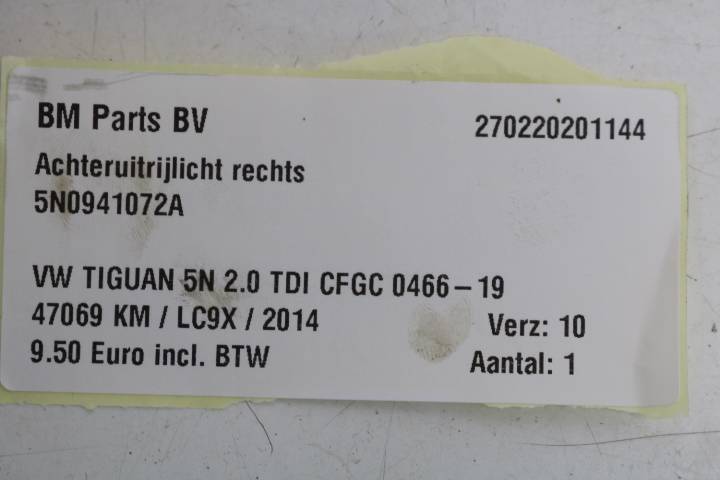 BM Parts BV 270220201144
Achteruitrijlicht rechts
5N0941072A
VW TIGUAN 5N 2.0 TDI CFGC 0466-19
47069 KM / LC9X / 2014 Verz: 10
9.50 Euro incl. BTW Aantal: 1